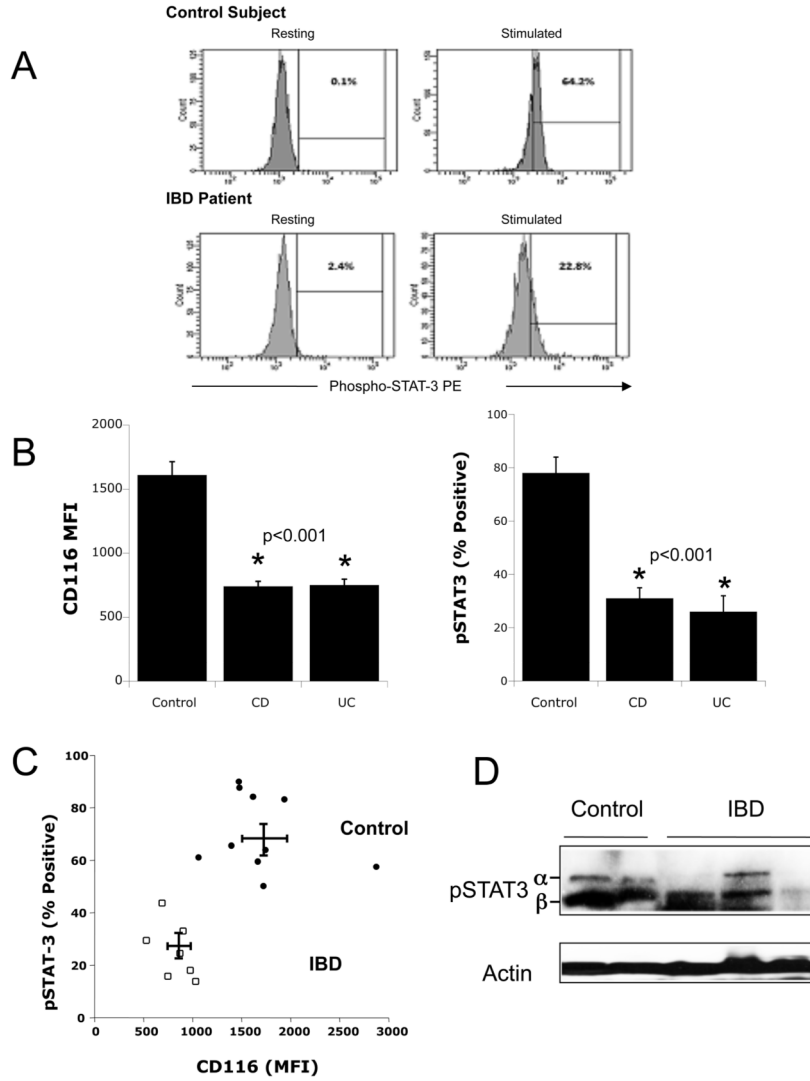 Control Subject
A
Resting
Stimulated
Count
0.1%
Count
64.2%
IBD Patient
Resting
Stimulated
Count
2.4%
Count
22.8%
Phospho-STAT-3 PE
B
CD116 MFI
2000
1500
1000
500
0
p<0.001
* *
Control CD UC
pSTAT3 (% Positive)
100
80
60
40
20
0
p<0.001
* *
Control CD UC
C
pSTAT-3 (% Positive)
100
80
60
40
20
0
Control
IBD
0 500 1000 1500 2000 2500 3000
CD116 (MFI)
D
Control IBD
pSTAT3
α
β
Actin